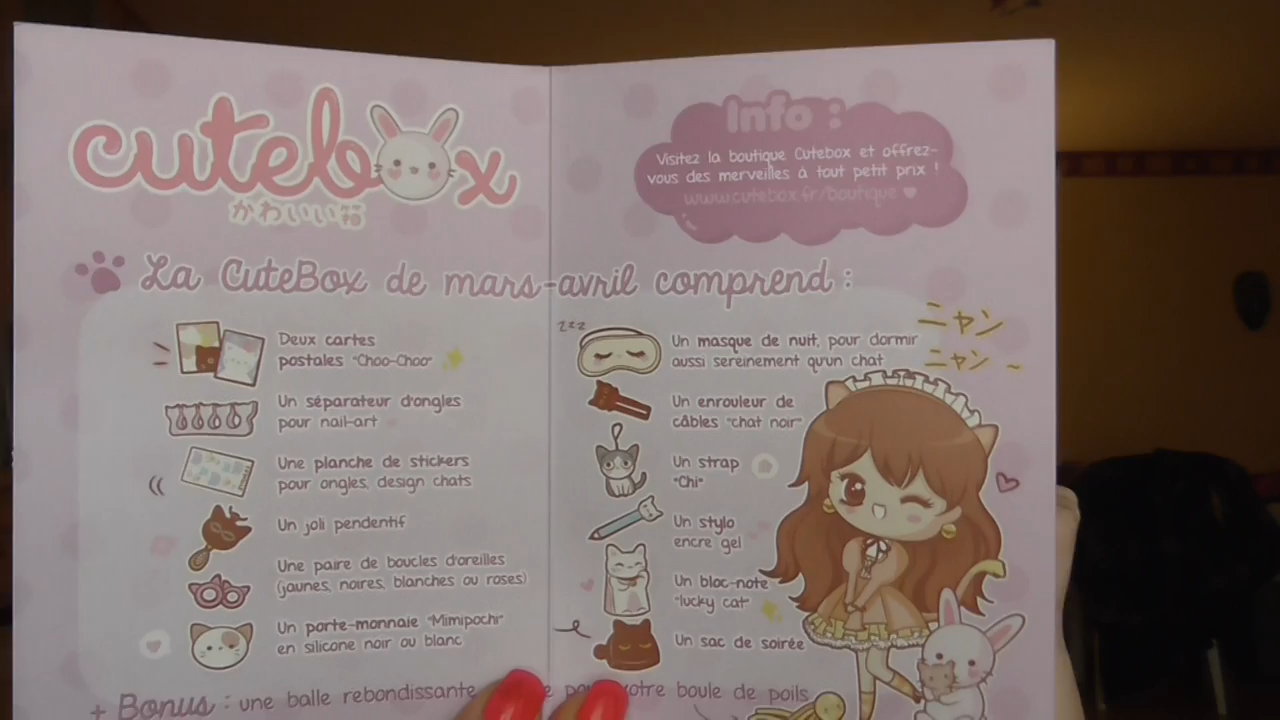 cutebox
かわいい箱
Info :
Visitez la boutique Cutebox et offrez-
vous des merveilles à tout petit prix !
www.cutebox.fr/boutique
La CuteBox de mars-avril comprend :
Deux cartes
postales "Choo-Choo"
Un séparateur d'ongles
pour nail-art
Une planche de stickers
pour ongles, design chats
Un joli pendentif
Une paire de boucles d'oreilles
(jaunes, noires, blanches ou roses)
Un porte-monnaie "Mimipochi"
en silicone noir ou blanc
zzz
Un masque de nuit, pour dormir
aussi sereinement qu'un chat
Un enrouleur de
câbles "chat noir"
Un strap
"Chi"
Un stylo
encre gel
Un bloc-note
"lucky cat"
Un sac de soirée
ニャン
ニャン ~
+ Bonus : une balle rebondissante votre boule de poils